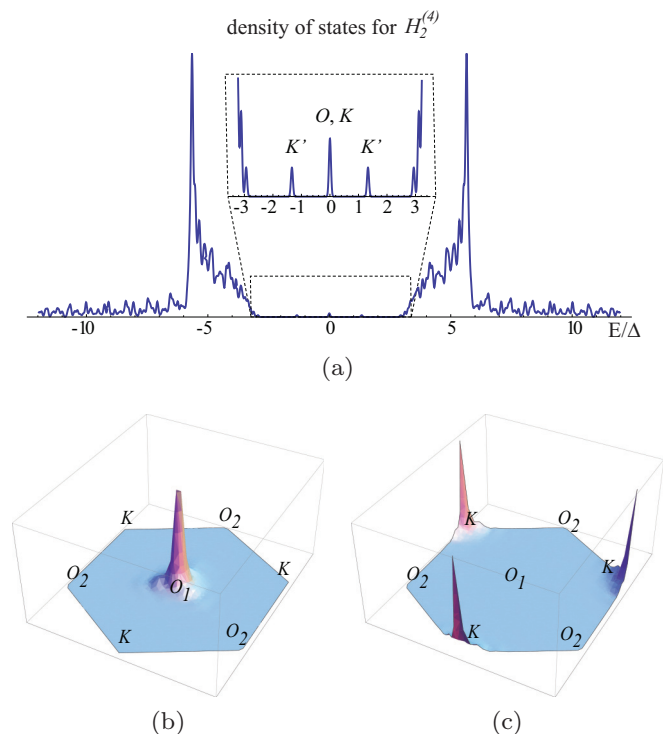 density of states for H₂⁽⁴⁾
O, K
K' K'
-3 -2 -1 0 1 2 3
-10 -5 0 5 10 E/Δ
(a)
K O₂
O₂ O₁ K
K O₂
(b)
K O₂
O₂ O₁ K
K O₂
(c)